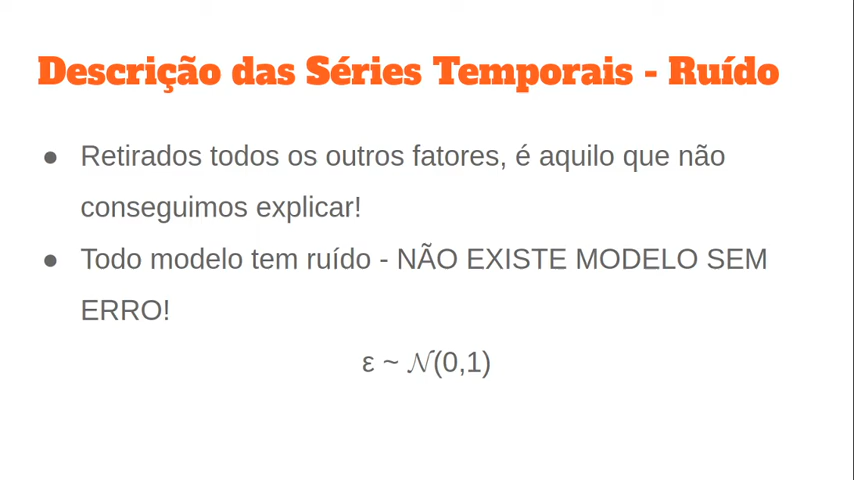 Descrição das Séries Temporais - Ruído
● Retirados todos os outros fatores, é aquilo que não
conseguimos explicar!
● Todo modelo tem ruído - NÃO EXISTE MODELO SEM
ERRO!
ε ~ 𝒩(0,1)